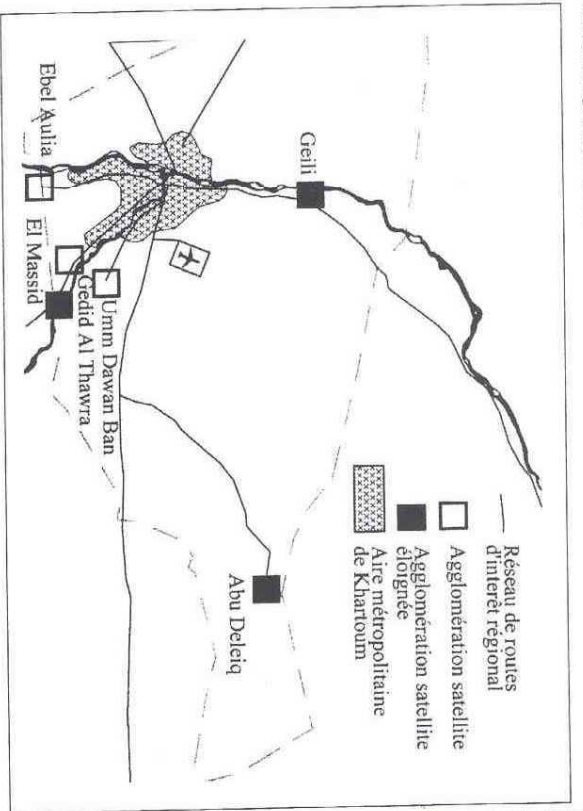 Réseau de routes
d'interêt régional
Agglomération satellite
Agglomération satellite
éloignée
Aire métropolitaine
de Khartoum
Geili
Abu Deleiq
Umm Dawan Ban
Gedid Al Thawra
El Massid
Ebel Aulia